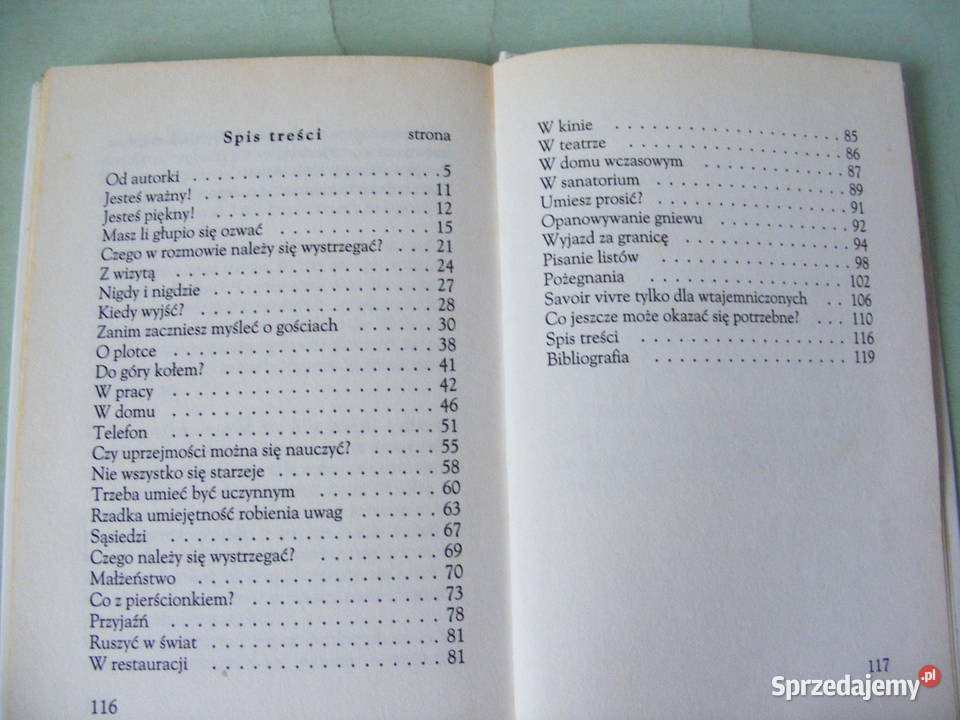 Spis treści strona
Od autorki . . . . . . . . . . . . . . . . . . . 5
Jesteś ważny! . . . . . . . . . . . . . . . . . 11
Jesteś piękny! . . . . . . . . . . . . . . . . . 12
Masz li głupio się ozwać . . . . . . . . . . . 15
Czego w rozmowie należy się wystrzegać? . . . 21
Z wizytą . . . . . . . . . . . . . . . . . . . 24
Nigdy i nigdzie . . . . . . . . . . . . . . . . 27
Kiedy wyjść? . . . . . . . . . . . . . . . . . 28
Zanim zaczniesz myśleć o gościach . . . . . . 30
O plotce . . . . . . . . . . . . . . . . . . . 38
Do góry kołem? . . . . . . . . . . . . . . . . 41
W pracy . . . . . . . . . . . . . . . . . . . 42
W domu . . . . . . . . . . . . . . . . . . . 46
Telefon . . . . . . . . . . . . . . . . . . . 51
Czy uprzejmości można się nauczyć? . . . . . 55
Nie wszystko się starzeje . . . . . . . . . . . 58
Trzeba umieć być uczynnym . . . . . . . . . 60
Rzadka umiejętność robienia uwag . . . . . . 63
Sąsiedzi . . . . . . . . . . . . . . . . . . . 67
Czego należy się wystrzegać? . . . . . . . . . 69
Małżeństwo . . . . . . . . . . . . . . . . . . 70
Co z pierścionkiem? . . . . . . . . . . . . . . 73
Przyjaźń . . . . . . . . . . . . . . . . . . . 78
Ruszyć w świat . . . . . . . . . . . . . . . . 81
W restauracji . . . . . . . . . . . . . . . . . 81
116
W kinie . . . . . . . . . . . . . . . . . . 85
W teatrze . . . . . . . . . . . . . . . . . 86
W domu wczasowym . . . . . . . . . . . 87
W sanatorium . . . . . . . . . . . . . . . 89
Umiesz prosić? . . . . . . . . . . . . . . . 91
Opanowywanie gniewu . . . . . . . . . . 92
Wyjazd za granicę . . . . . . . . . . . . . 94
Pisanie listów . . . . . . . . . . . . . . . 98
Pożegnania . . . . . . . . . . . . . . . . 102
Savoir vivre tylko dla wtajemniczonych . . 106
Co jeszcze może okazać się potrzebne? . . . 110
Spis treści . . . . . . . . . . . . . . . . . 116
Bibliografia . . . . . . . . . . . . . . . . 119
117
Sprzedajemy.pl